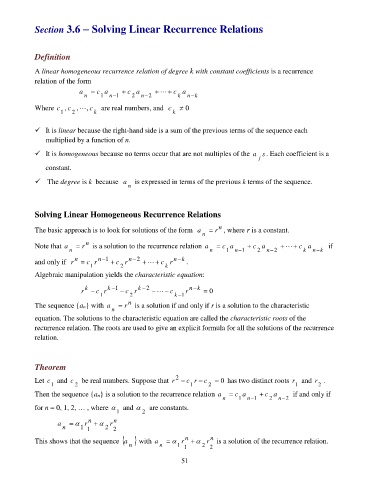 Section 3.6 – Solving Linear Recurrence Relations
Definition
A linear homogeneous recurrence relation of degree k with constant coefficients is a recurrence
relation of the form
a_n = c_1 a_{n−1} + c_2 a_{n−2} + ⋯ + c_k a_{n−k}
Where c_1, c_2, ⋯, c_k are real numbers, and c_k ≠ 0
✓ It is linear because the right-hand side is a sum of the previous terms of the sequence each
multiplied by a function of n.
✓ It is homogeneous because no terms occur that are not multiples of the a_j s. Each coefficient is a
constant.
✓ The degree is k because a_n is expressed in terms of the previous k terms of the sequence.
Solving Linear Homogeneous Recurrence Relations
The basic approach is to look for solutions of the form a_n = r^n, where r is a constant.
Note that a_n = r^n is a solution to the recurrence relation a_n = c_1 a_{n−1} + c_2 a_{n−2} + ⋯ + c_k a_{n−k} if
and only if r^n = c_1 r^{n−1} + c_2 r^{n−2} + ⋯ + c_k r^{n−k}.
Algebraic manipulation yields the characteristic equation:
r^k − c_1 r^{k−1} − c_2 r^{k−2} − ⋯ − c_{k−1} r^{n−k} = 0
The sequence {a_n} with a_n = r^n is a solution if and only if r is a solution to the characteristic
equation. The solutions to the characteristic equation are called the characteristic roots of the
recurrence relation. The roots are used to give an explicit formula for all the solutions of the recurrence
relation.
Theorem
Let c_1 and c_2 be real numbers. Suppose that r^2 − c_1 r − c_2 = 0 has two distinct roots r_1 and r_2.
Then the sequence {a_n} is a solution to the recurrence relation a_n = c_1 a_{n−1} + c_2 a_{n−2} if and only if
for n = 0, 1, 2, … , where α_1 and α_2 are constants.
a_n = α_1 r_1^n + α_2 r_2^n
This shows that the sequence {a_n} with a_n = α_1 r_1^n + α_2 r_2^n is a solution of the recurrence relation.
51